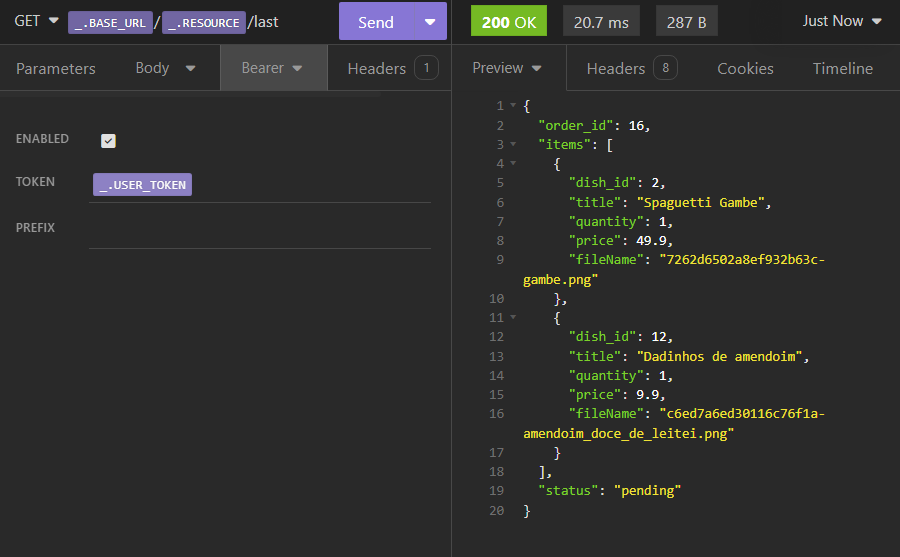 GET _.BASE_URL/_.RESOURCE/last Send
200 OK 20.7 ms 287 B Just Now
Parameters Body Bearer Headers 1
Preview Headers 8 Cookies Timeline
ENABLED
TOKEN _.USER_TOKEN
PREFIX
1 {
2 "order_id": 16,
3 "items": [
4 {
5 "dish_id": 2,
6 "title": "Spaguetti Gambe",
7 "quantity": 1,
8 "price": 49.9,
9 "fileName": "7262d6502a8ef932b63c-
gambe.png"
10 },
11 {
12 "dish_id": 12,
13 "title": "Dadinhos de amendoim",
14 "quantity": 1,
15 "price": 9.9,
16 "fileName": "c6ed7a6ed30116c76f1a-
amendoim_doce_de_leitei.png"
17 }
18 ],
19 "status": "pending"
20 }